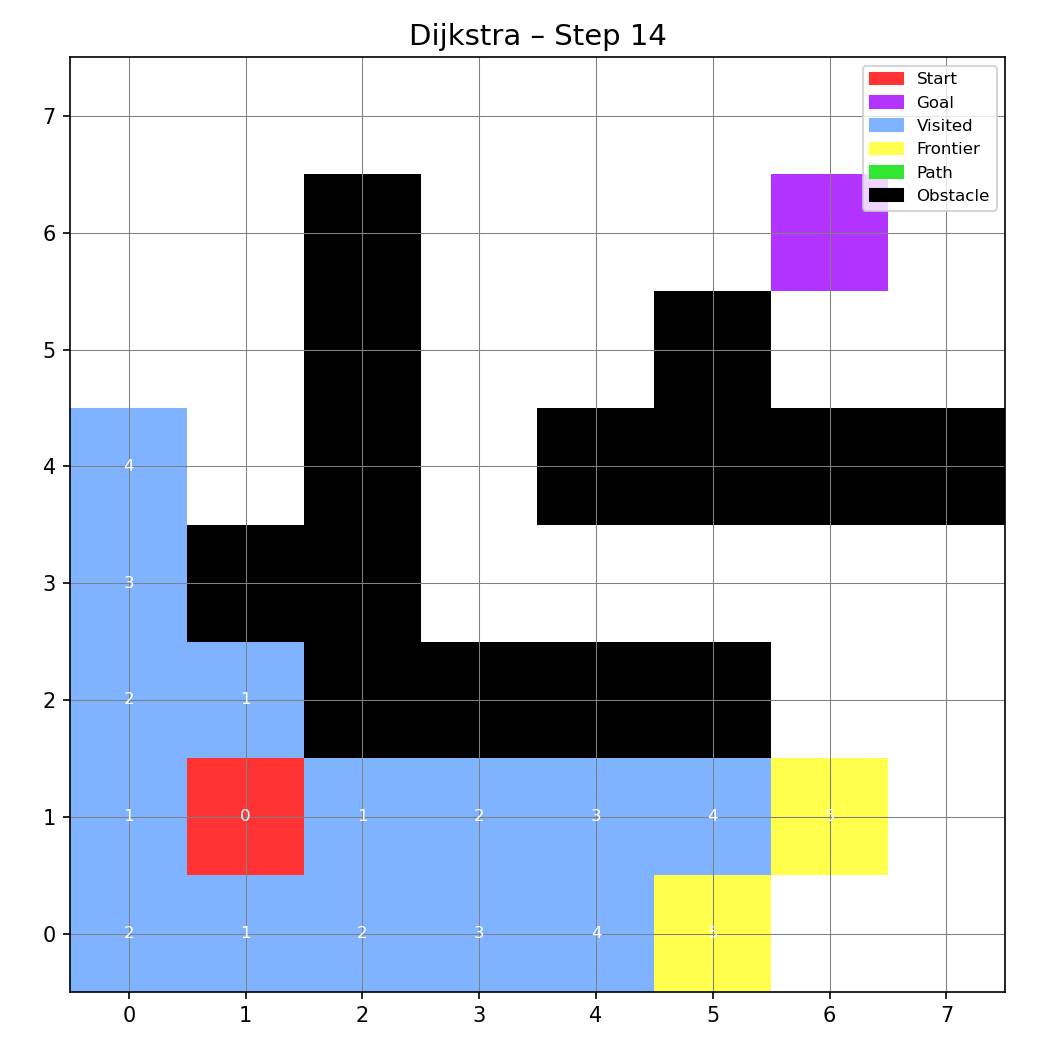 Dijkstra – Step 14
Start
Goal
Visited
Frontier
Path
Obstacle
7
6
5
4 4
3 3
2 2 1
1 1 0 1 2 3 4 5
0 2 1 2 3 4 5
0 1 2 3 4 5 6 7